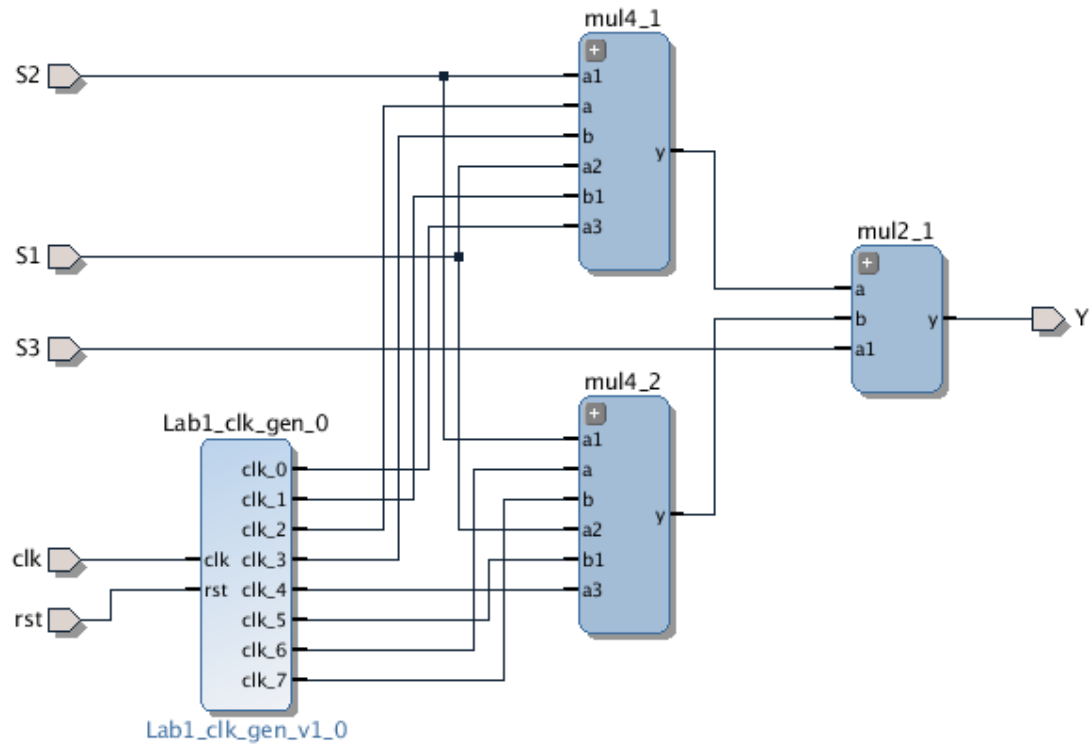 mul4_1
S2
a1
a
b
a2
b1
a3
y
S1
mul2_1
a
b
a1
y
Y
S3
mul4_2
a1
a
b
a2
b1
a3
y
Lab1_clk_gen_0
clk
rst
clk
rst
clk_0
clk_1
clk_2
clk_3
clk_4
clk_5
clk_6
clk_7
Lab1_clk_gen_v1_0